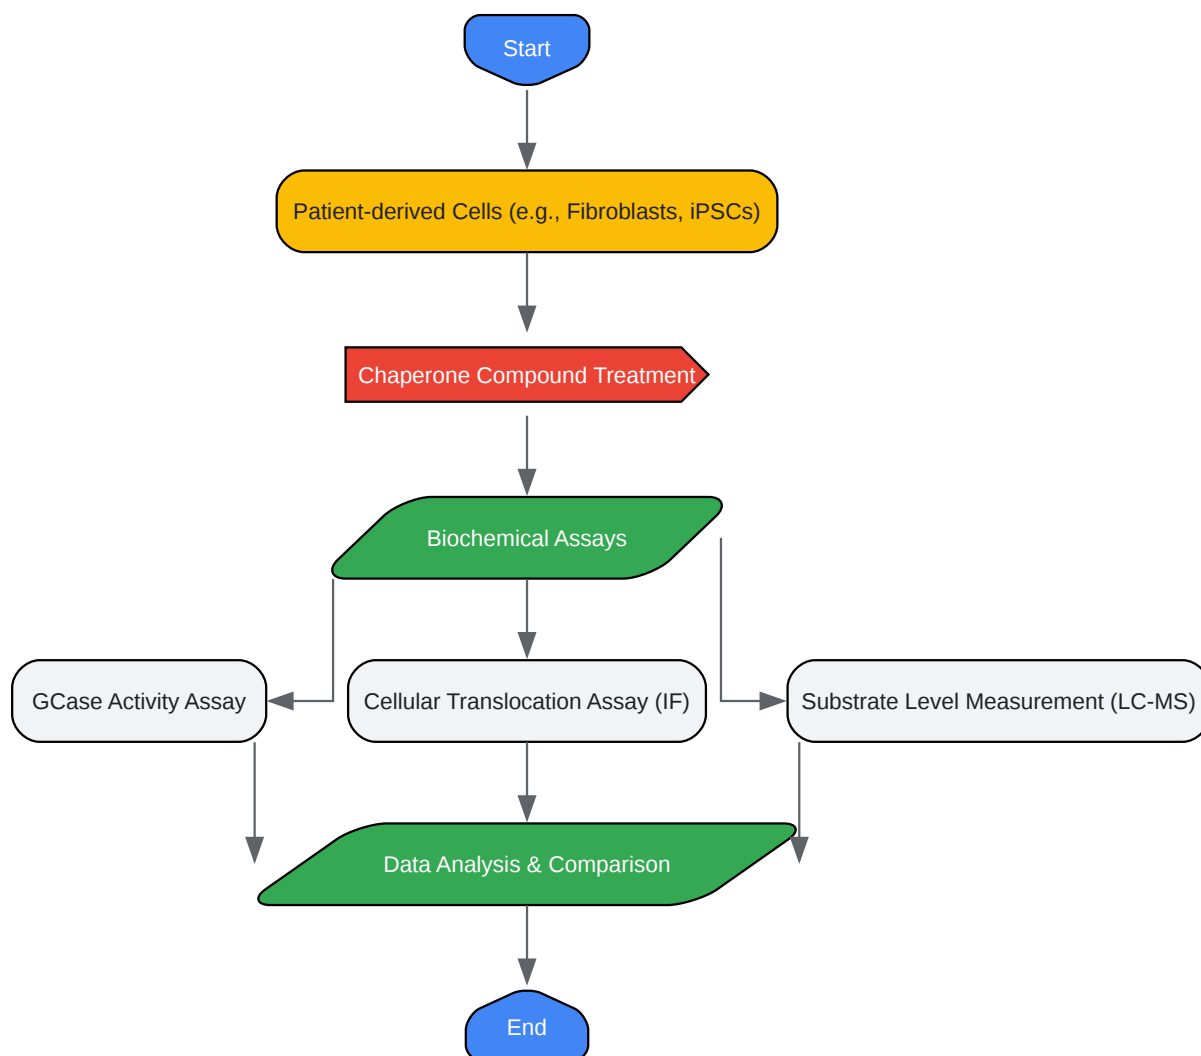 Start
Patient-derived Cells (e.g., Fibroblasts, iPSCs)
Chaperone Compound Treatment
Biochemical Assays
GCase Activity Assay
Cellular Translocation Assay (IF)
Substrate Level Measurement (LC-MS)
Data Analysis & Comparison
End